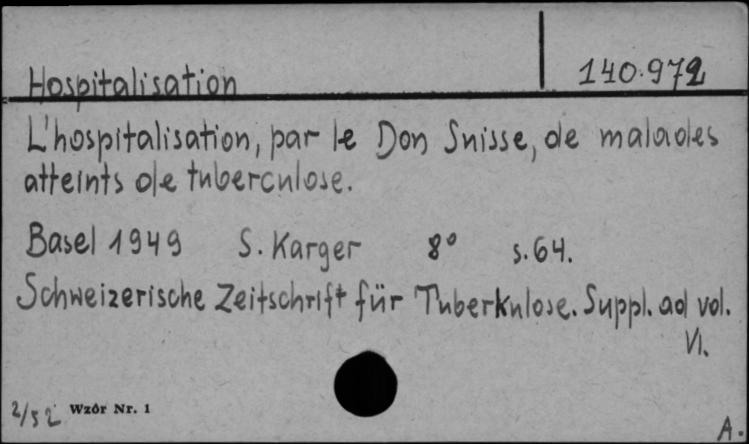 Hospitalisation 140.972
L'hospitalisation, par le Don Suisse, de malades
atteints de tuberculose.
Basel 1949 S. Karger 8° s. 64.
Schweizerische Zeitschrift für Tuberkulose. Suppl. ad vol.
VI.
2/52 Wzór Nr. 1
A.